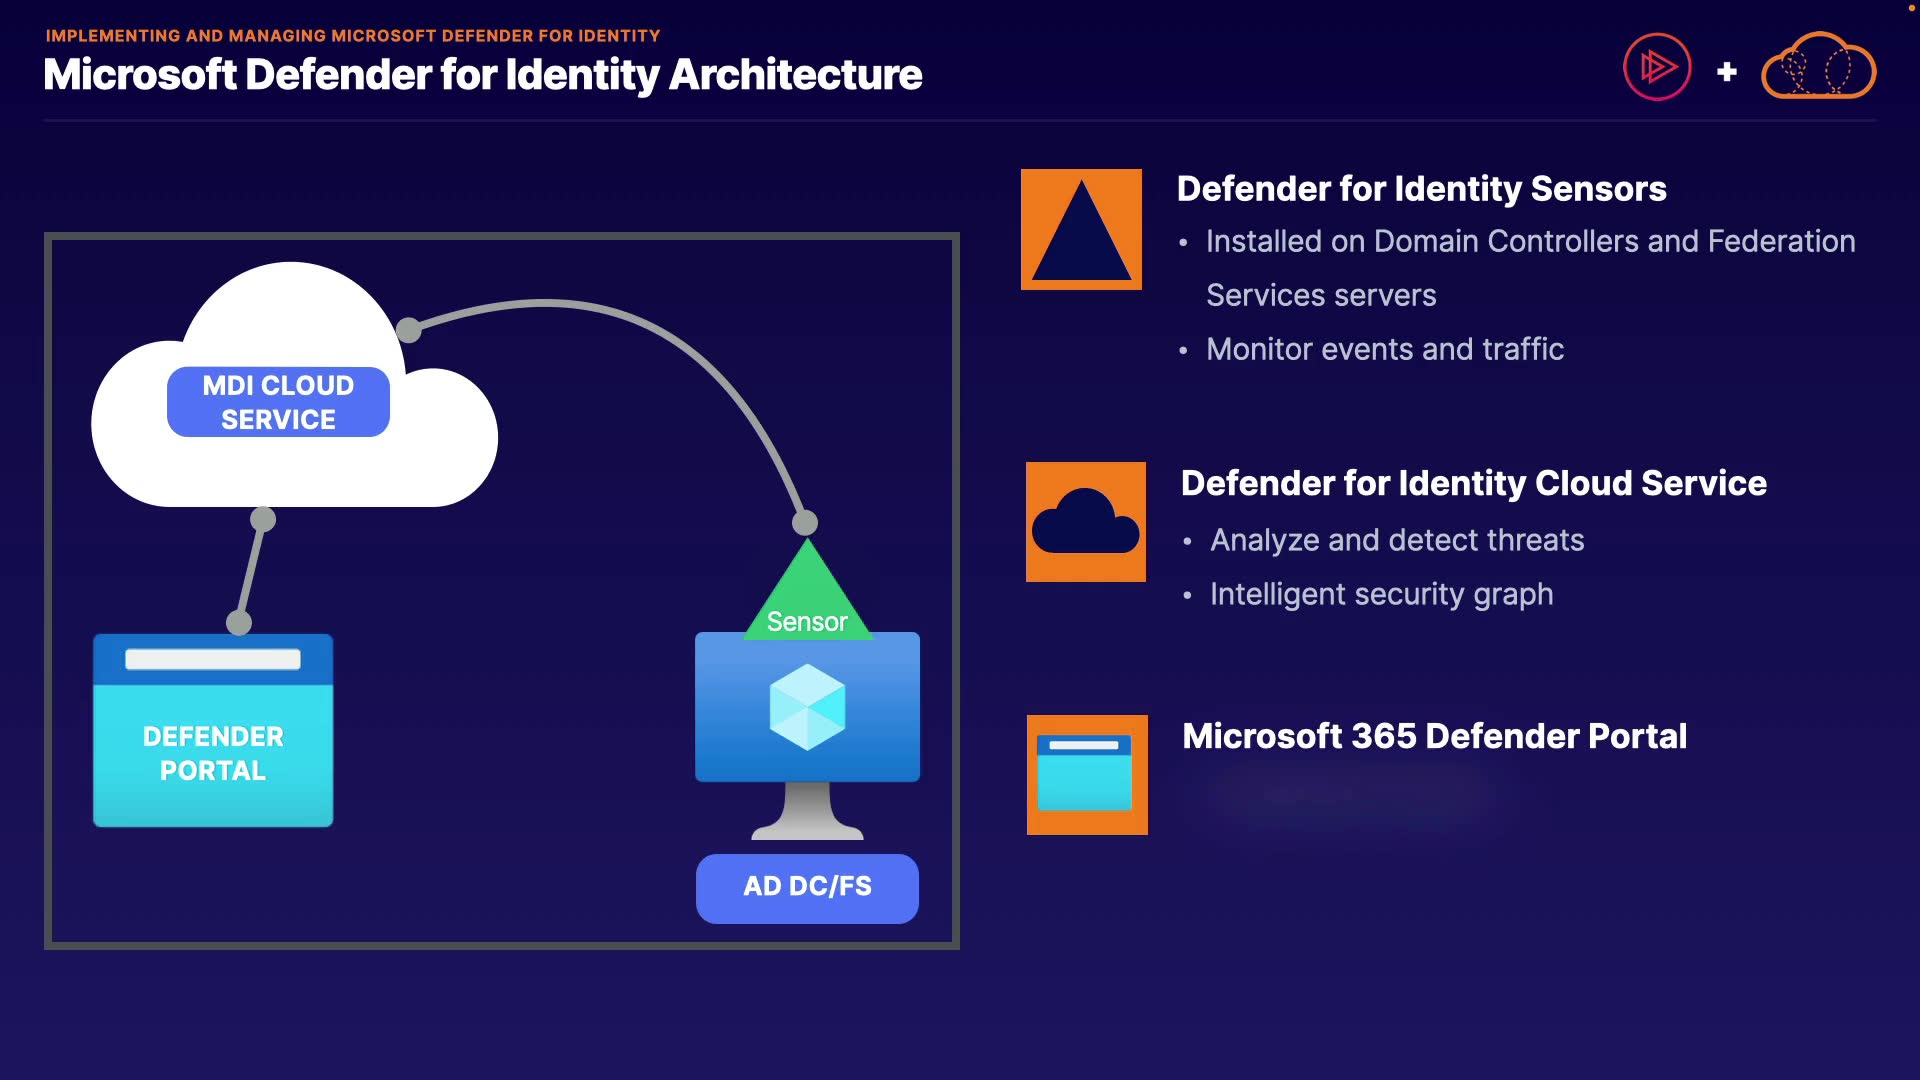 IMPLEMENTING AND MANAGING MICROSOFT DEFENDER FOR IDENTITY
Microsoft Defender for Identity Architecture
MDI CLOUD
SERVICE
Sensor
DEFENDER
PORTAL
AD DC/FS
Defender for Identity Sensors
• Installed on Domain Controllers and Federation
Services servers
• Monitor events and traffic
Defender for Identity Cloud Service
• Analyze and detect threats
• Intelligent security graph
Microsoft 365 Defender Portal